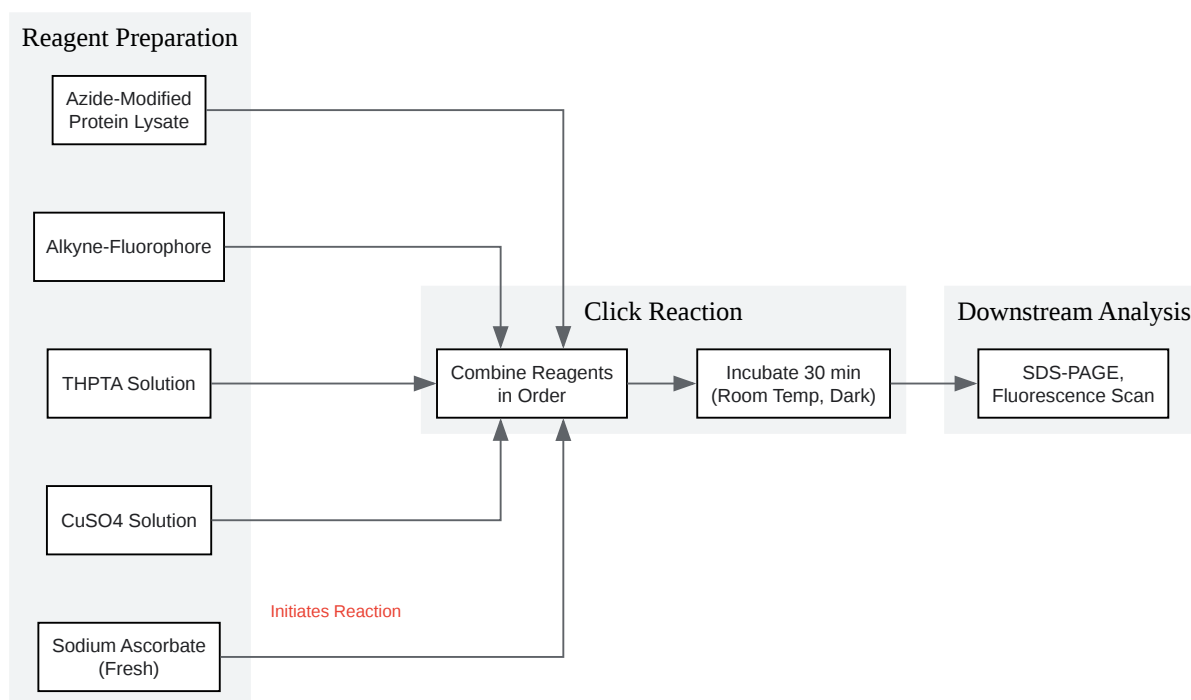 Reagent Preparation
Azide-Modified
Protein Lysate
Alkyne-Fluorophore
THPTA Solution
CuSO4 Solution
Sodium Ascorbate
(Fresh)
Initiates Reaction
Click Reaction
Combine Reagents
in Order
Incubate 30 min
(Room Temp, Dark)
Downstream Analysis
SDS-PAGE,
Fluorescence Scan